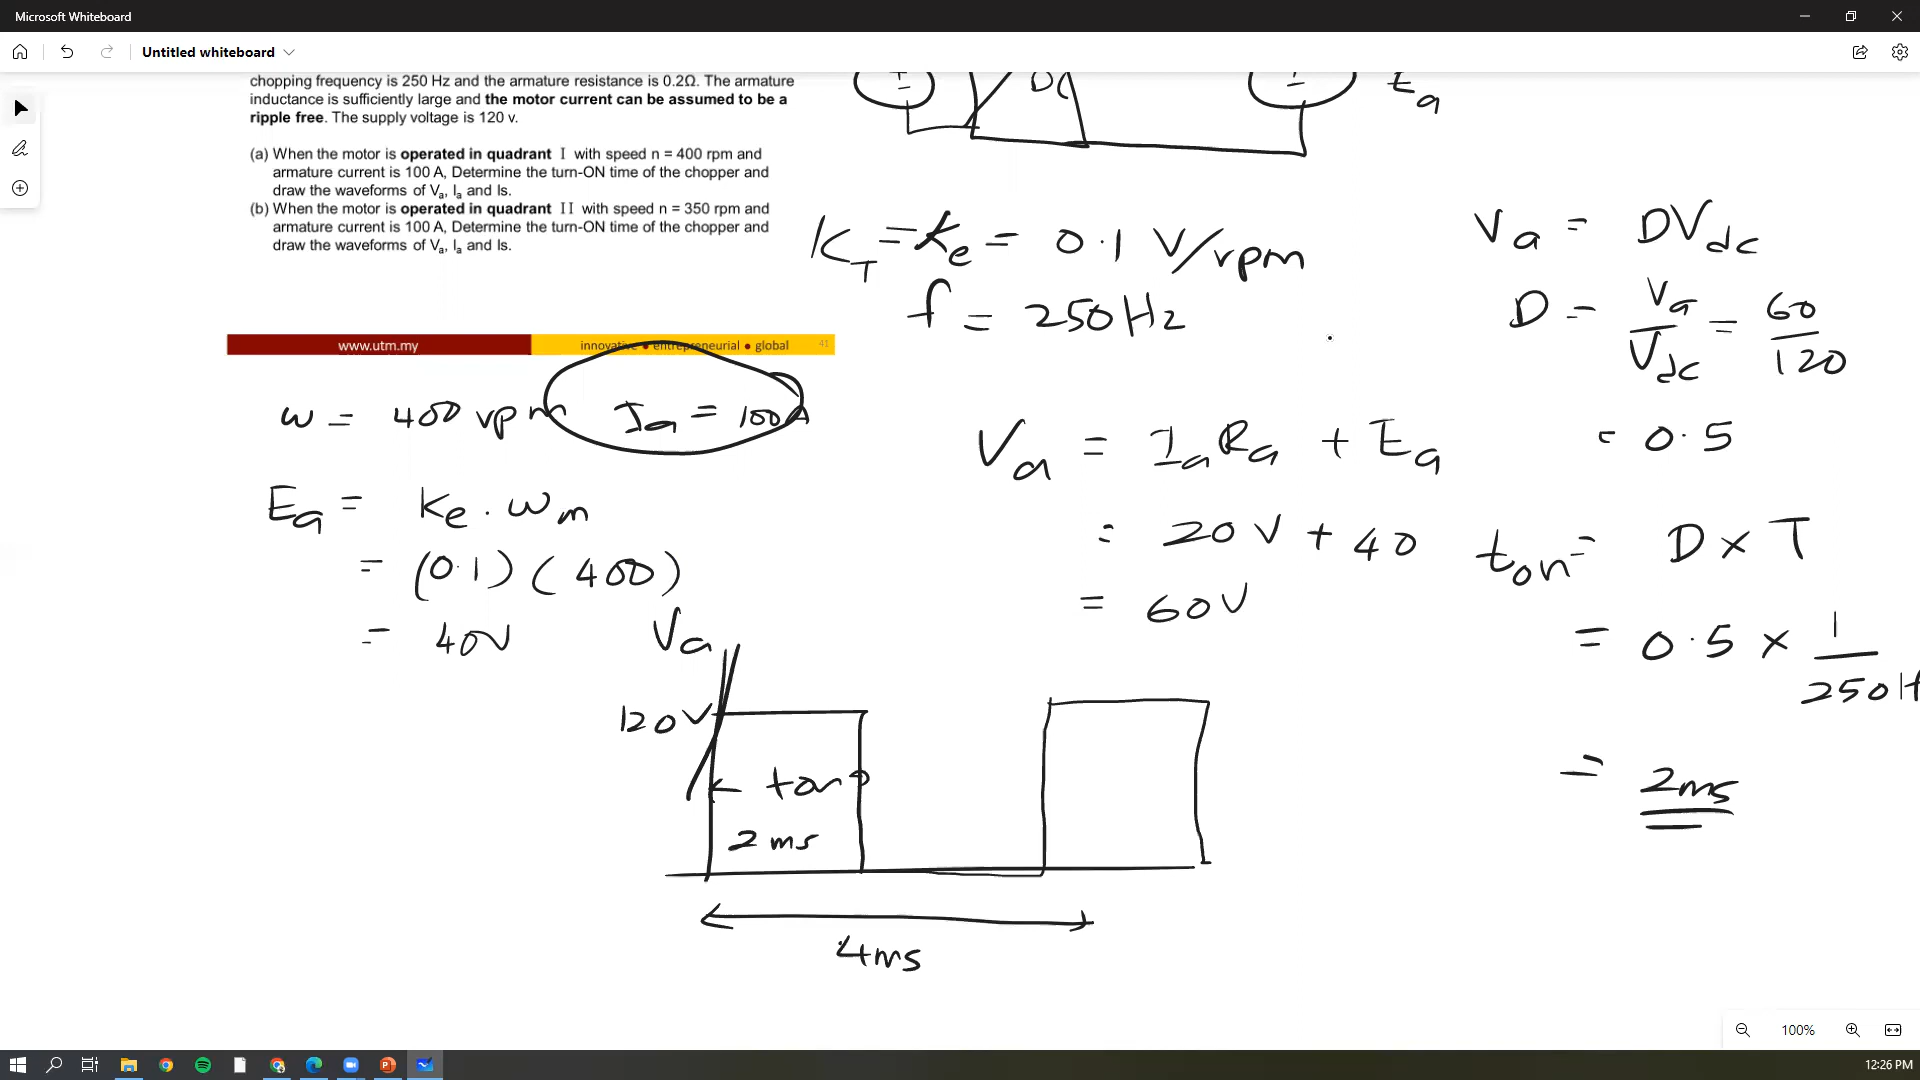 Microsoft Whiteboard
Untitled whiteboard
chopping frequency is 250 Hz and the armature resistance is 0.2Ω. The armature
inductance is sufficiently large and the motor current can be assumed to be a
ripple free. The supply voltage is 120 v.
(a) When the motor is operated in quadrant I with speed n = 400 rpm and
armature current is 100 A, Determine the turn-ON time of the chopper and
draw the waveforms of Va, Ia and Is.
(b) When the motor is operated in quadrant II with speed n = 350 rpm and
armature current is 100 A, Determine the turn-ON time of the chopper and
draw the waveforms of Va, Ia and Is.
www.utm.my
innovative ● entrepreneurial ● global
41
+
-
DC
-
Ea
KT = Ke = 0.1 V/rpm
f = 250Hz
Va = DVdc
D = Va/Vdc = 60/120
= 0.5
ω = 400 rpm
Ia = 100A
Ea = Ke . ωm
= (0.1) (400)
= 40V
Va = IaRa + Ea
= 20V + 40
= 60V
ton = D x T
= 0.5 x 1/250H
= 2ms
Va
120V
ton
2 ms
4ms
100%
12:26 PM